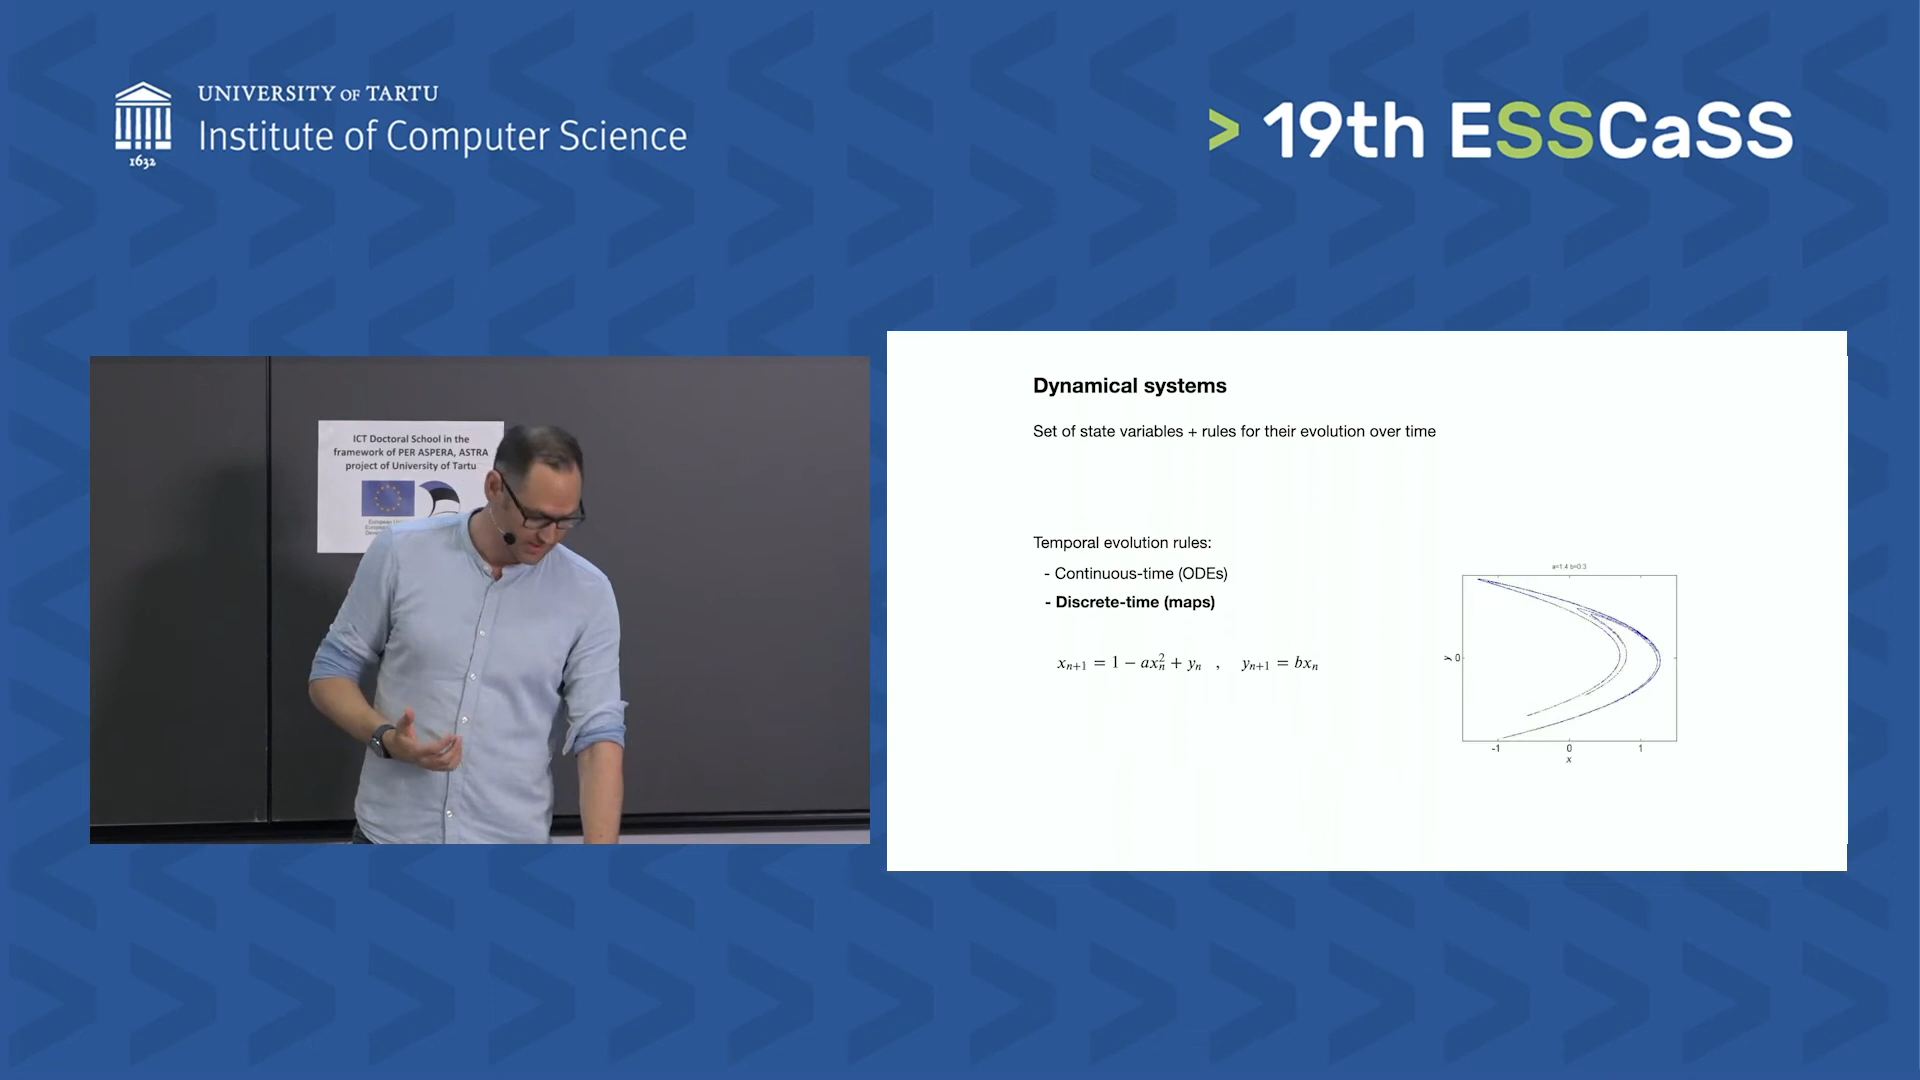 UNIVERSITY OF TARTU
Institute of Computer Science
1632
> 19th ESSCaSS
ICT Doctoral School in the
framework of PER ASPERA, ASTRA
project of University of Tartu
Dynamical systems
Set of state variables + rules for their evolution over time
Temporal evolution rules:
- Continuous-time (ODEs)
- Discrete-time (maps)
xₙ₊₁ = 1 − axₙ² + yₙ , yₙ₊₁ = bxₙ
a=1.4 b=0.3
y 0
-1 0 1
x